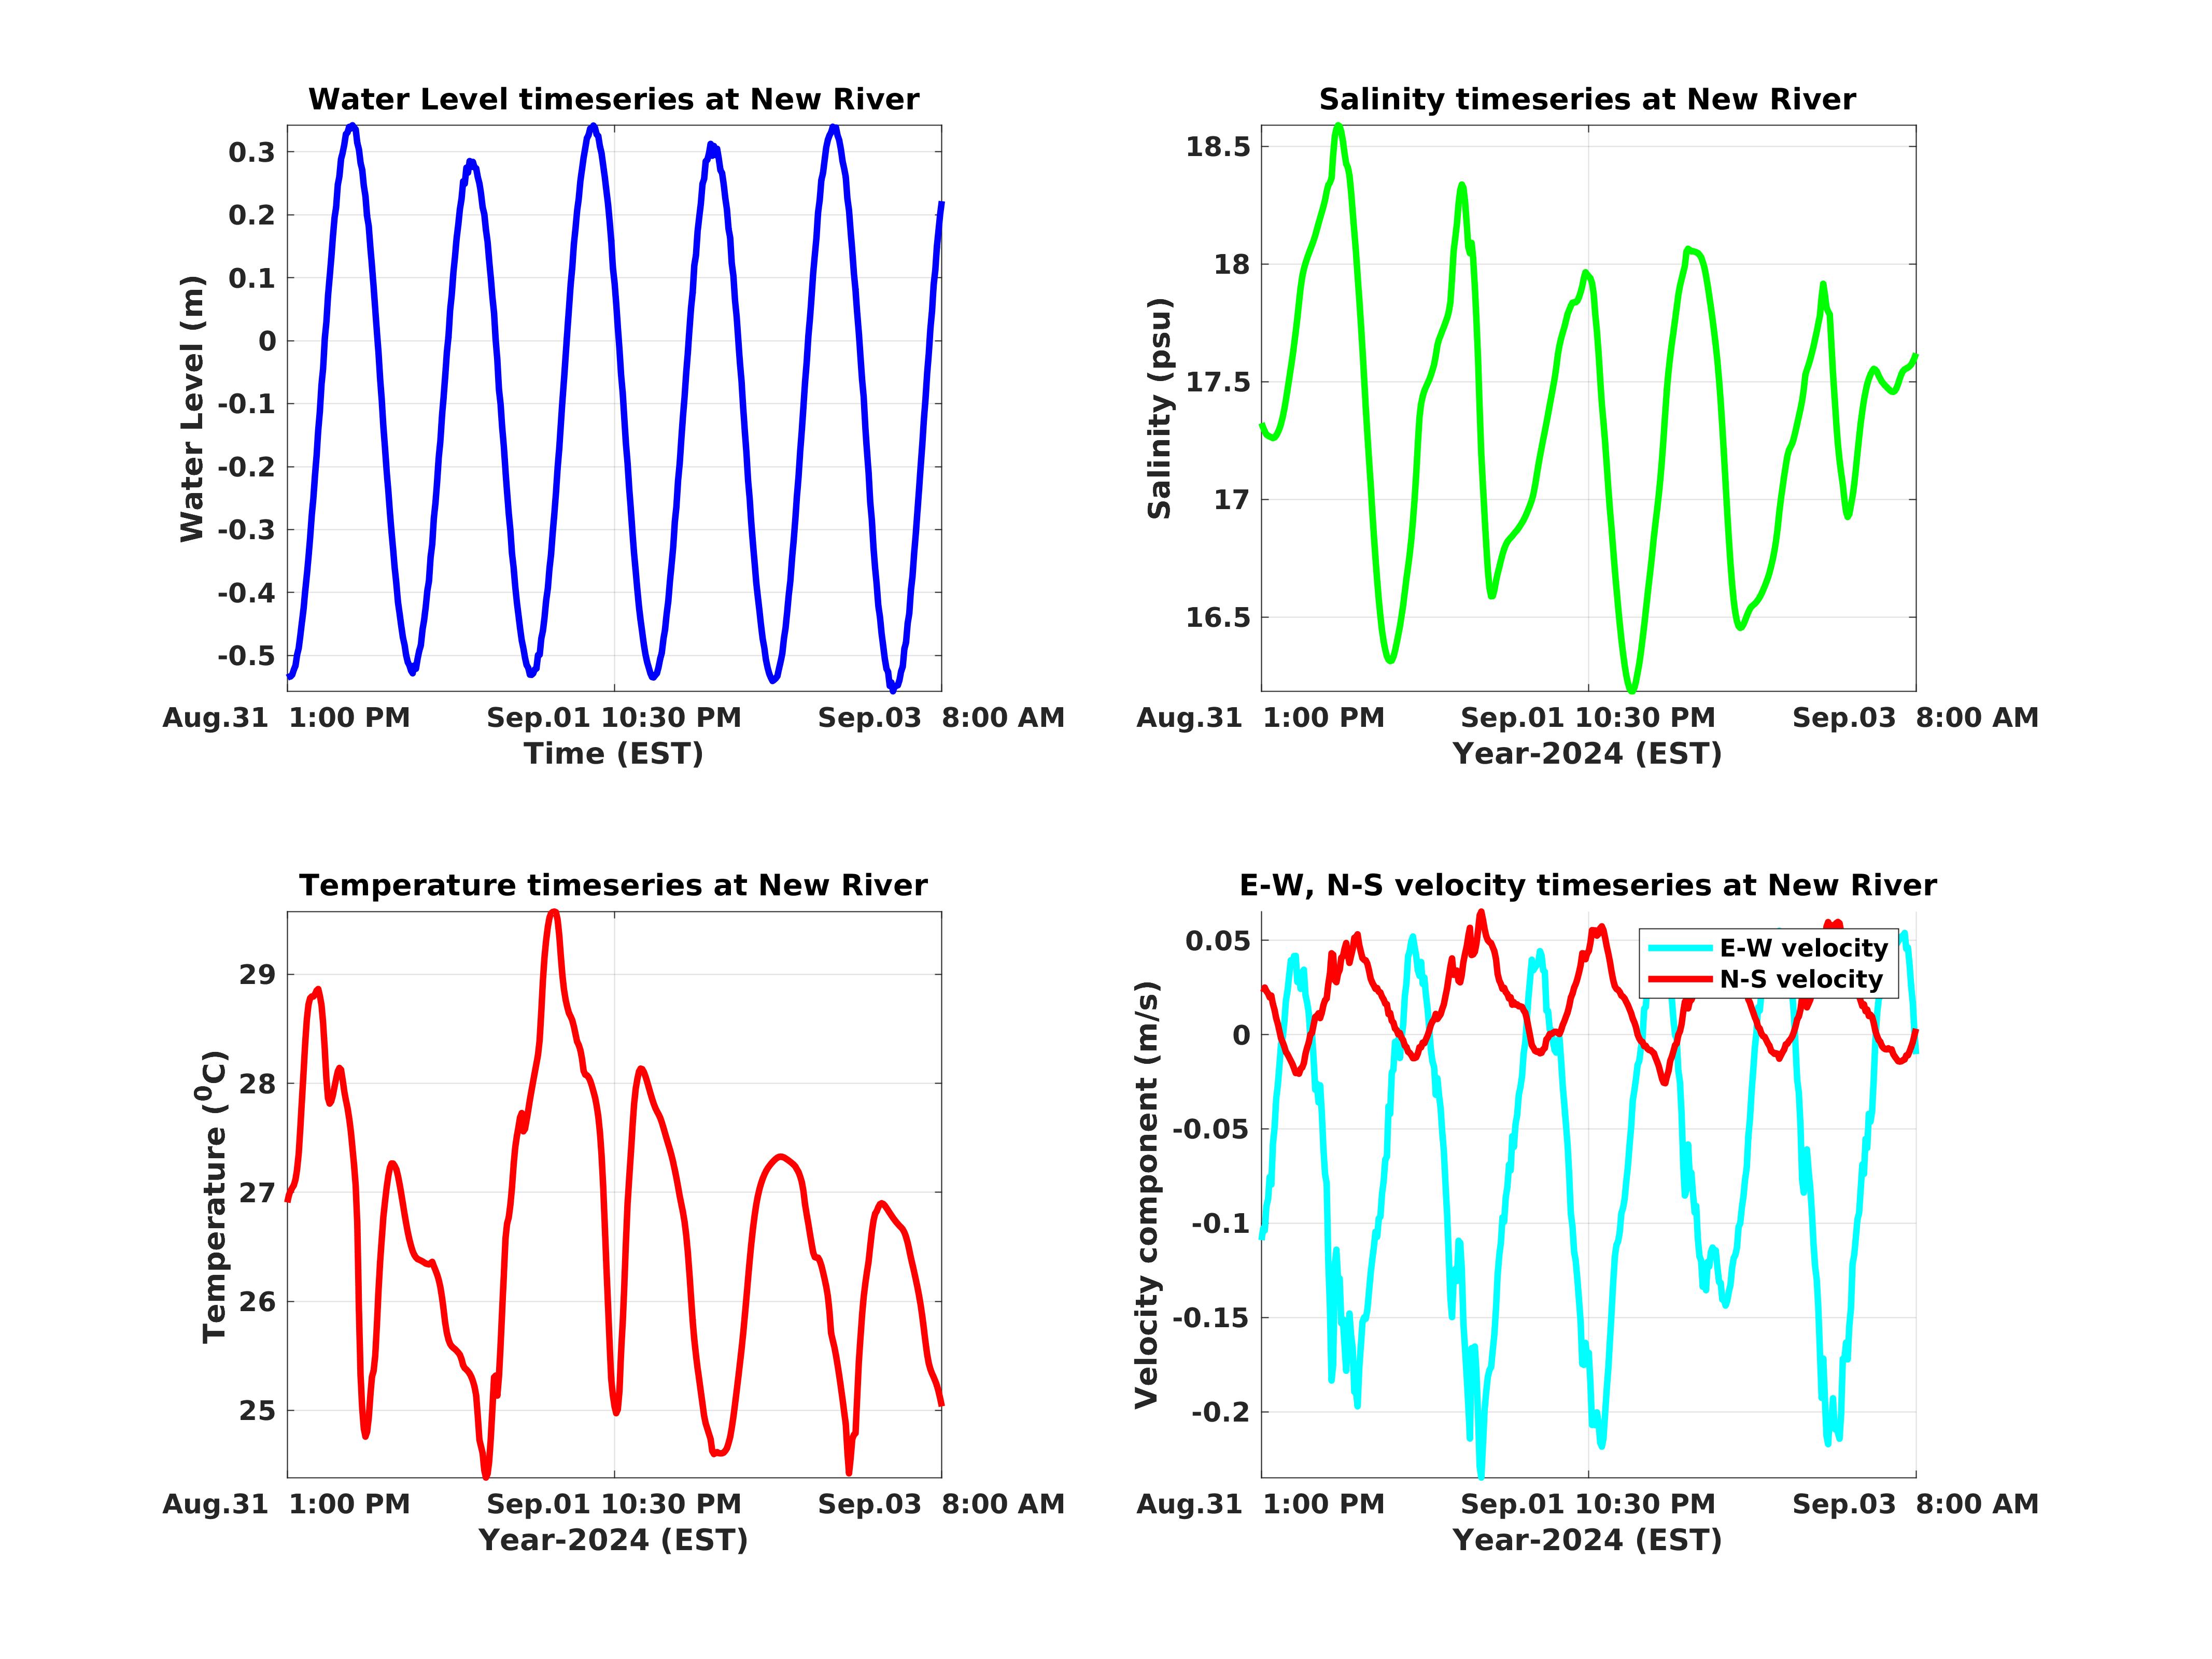 Water Level timeseries at New River
0.3
0.2
0.1
0
-0.1
-0.2
-0.3
-0.4
-0.5
Water Level (m)
Aug.31 1:00 PM Sep.01 10:30 PM Sep.03 8:00 AM
Time (EST)
Salinity timeseries at New River
18.5
18
17.5
17
16.5
Salinity (psu)
Aug.31 1:00 PM Sep.01 10:30 PM Sep.03 8:00 AM
Year-2024 (EST)
Temperature timeseries at New River
29
28
27
26
25
Temperature (⁰C)
Aug.31 1:00 PM Sep.01 10:30 PM Sep.03 8:00 AM
Year-2024 (EST)
E-W, N-S velocity timeseries at New River
0.05
0
-0.05
-0.1
-0.15
-0.2
Velocity component (m/s)
E-W velocity
N-S velocity
Aug.31 1:00 PM Sep.01 10:30 PM Sep.03 8:00 AM
Year-2024 (EST)